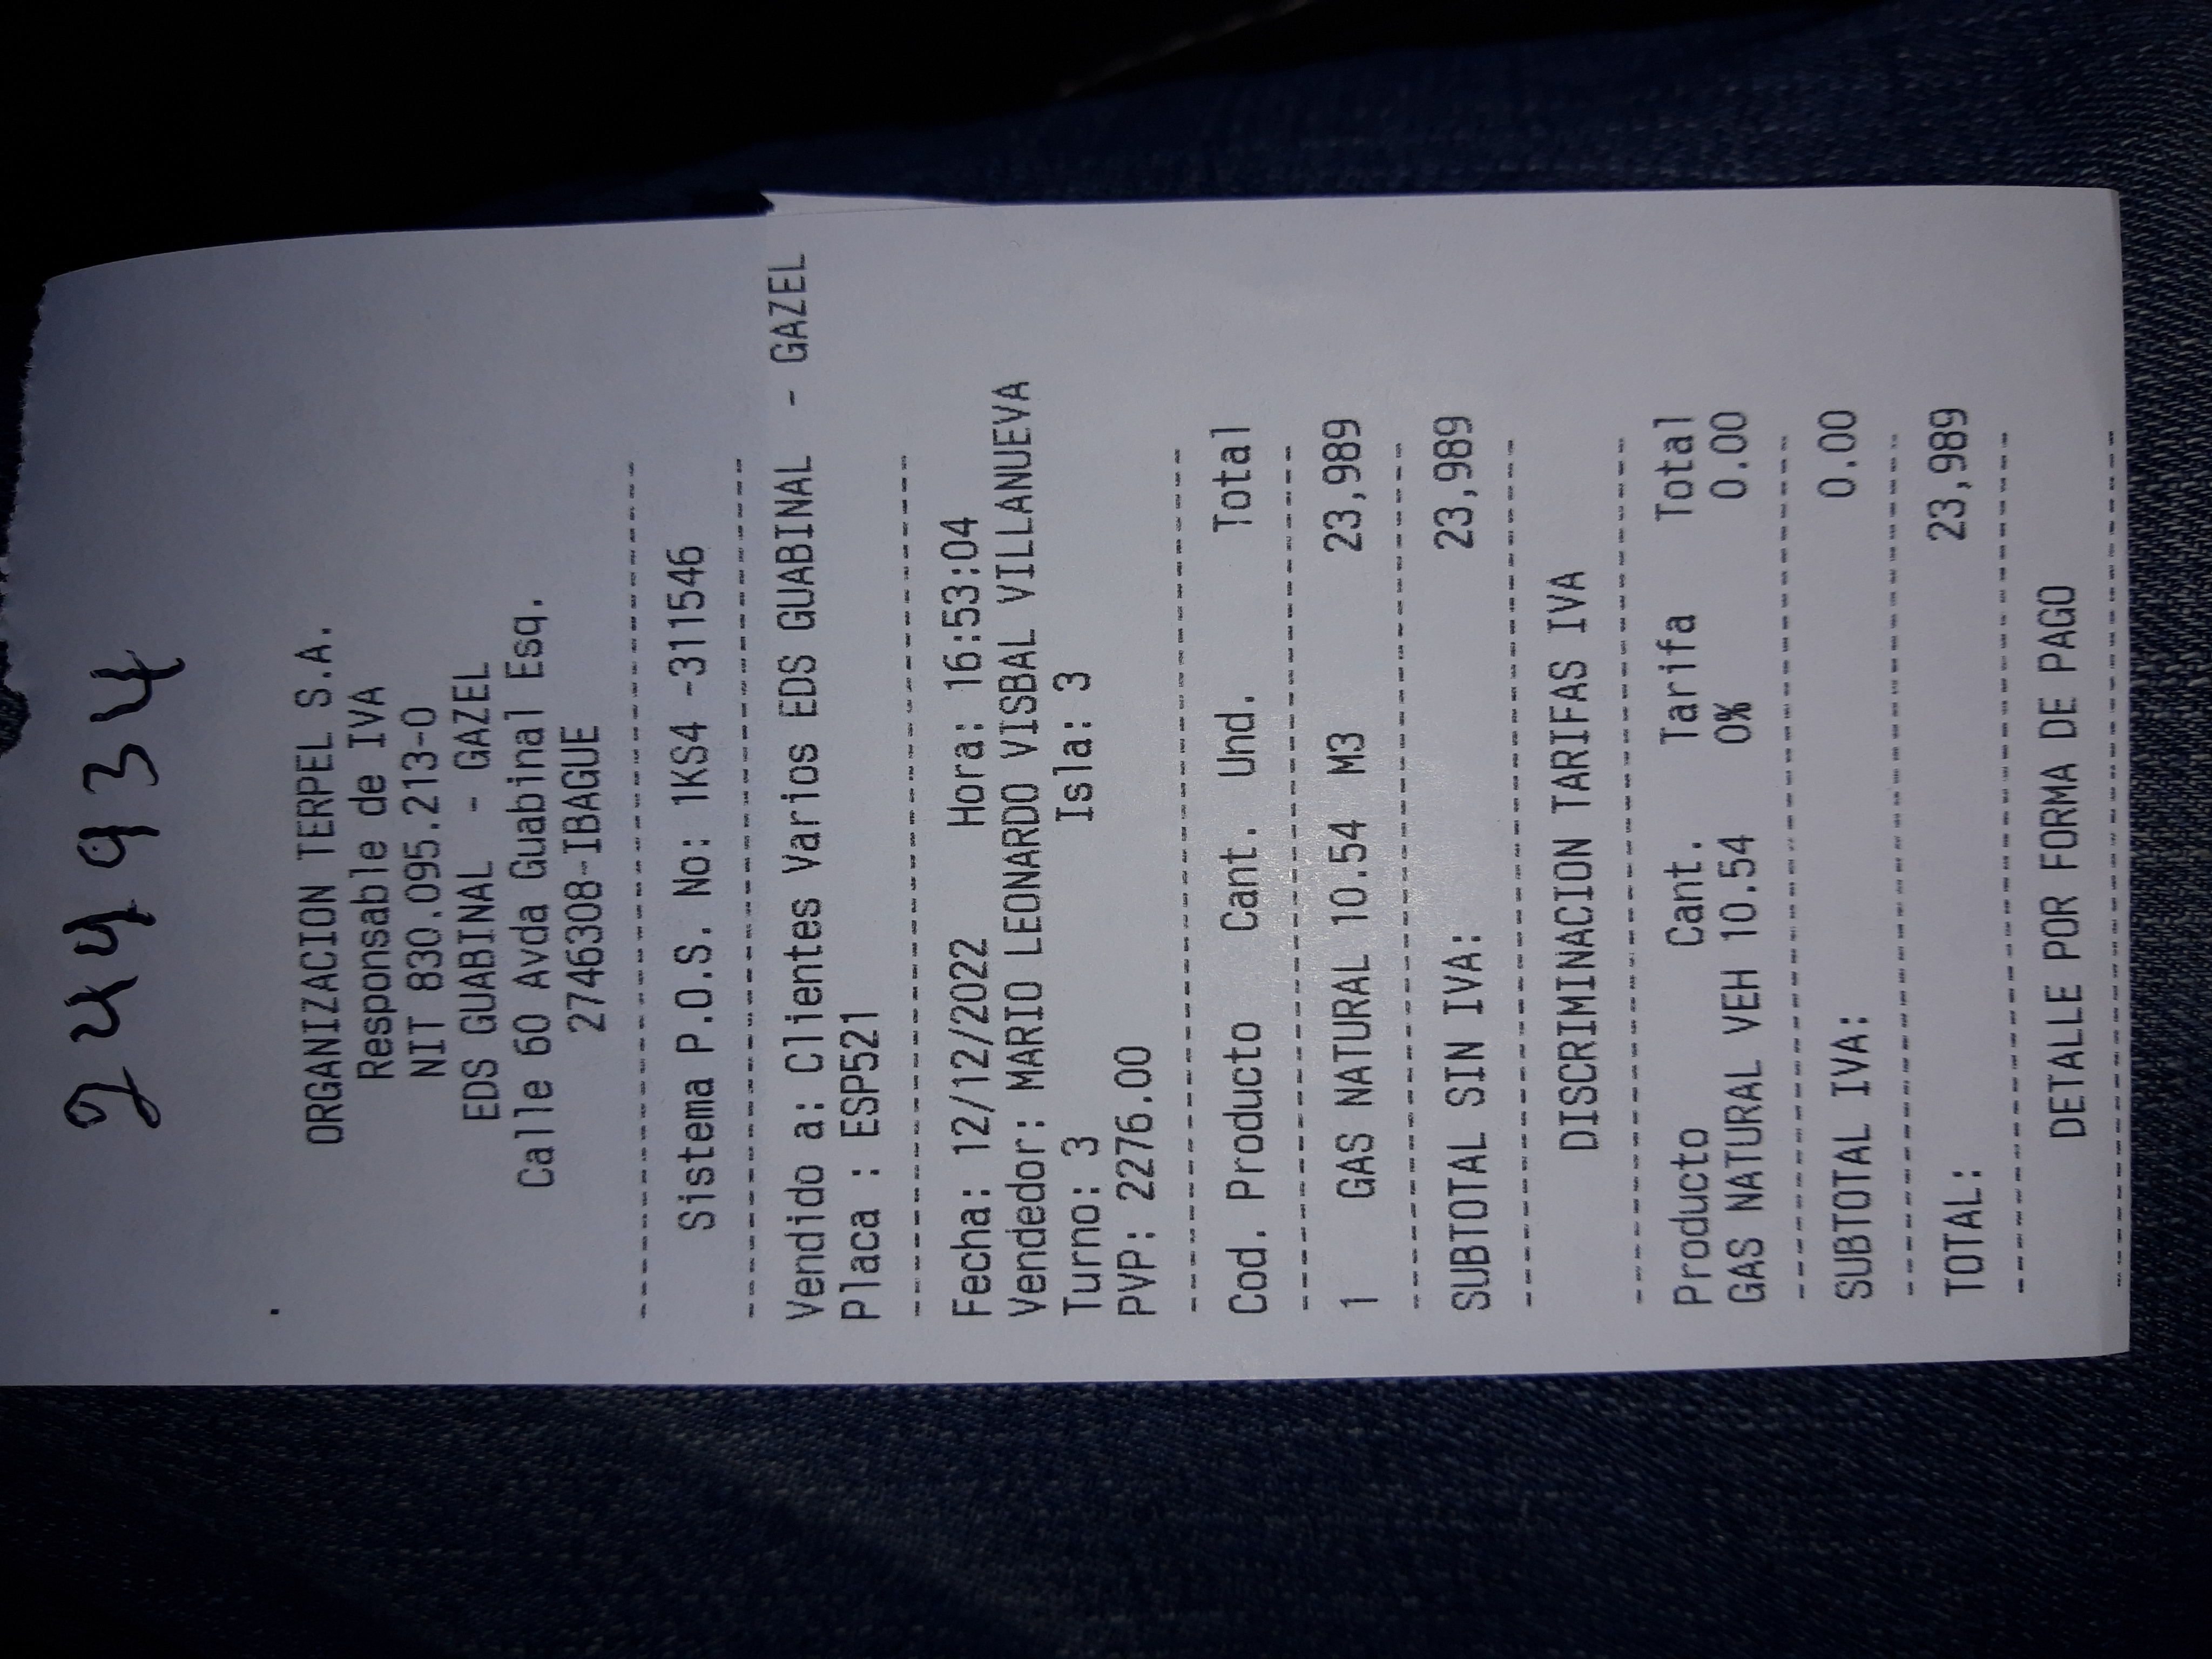 244934
ORGANIZACION TERPEL S.A.
Responsable de IVA
NIT 830.095.213-0
EDS GUABINAL - GAZEL
Calle 60 Avda Guabinal Esq.
2746308-IBAGUE
Sistema P.O.S. No: 1KS4 -311546
Vendido a: Clientes Varios EDS GUABINAL - GAZEL
Placa : ESP521
Fecha: 12/12/2022 Hora: 16:53:04
Vendedor: MARIO LEONARDO VISBAL VILLANUEVA
Turno: 3 Isla: 3
PVP: 2276.00
Cod. Producto Cant. Und. Total
1 GAS NATURAL 10.54 M3 23,989
SUBTOTAL SIN IVA: 23,989
DISCRIMINACION TARIFAS IVA
Producto Cant. Tarifa Total
GAS NATURAL VEH 10.54 0% 0.00
SUBTOTAL IVA: 0.00
TOTAL: 23,989
DETALLE POR FORMA DE PAGO